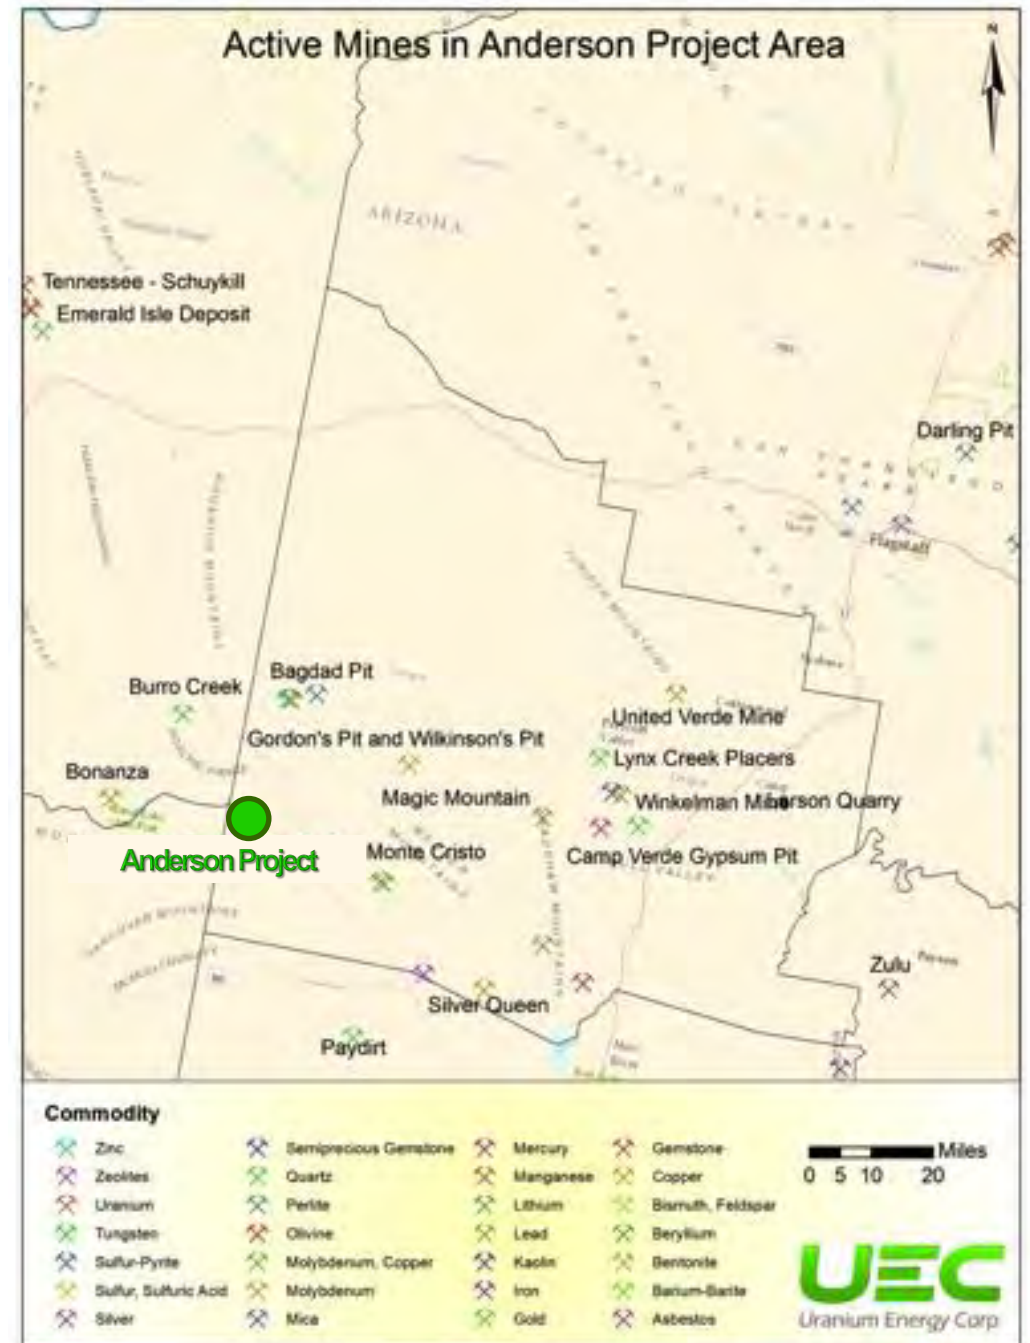 Active Mines in Anderson Project Area
N
ARIZONA
Tennessee - Schuykill
Emerald Isle Deposit
Darling Pit
Flagstaff
Burro Creek
Bagdad Pit
United Verde Mine
Gordon's Pit and Wilkinson's Pit
Lynx Creek Placers
Bonanza
Magic Mountain
Winkelman Mine
Quarry
Anderson Project
Monte Cristo
Camp Verde Gypsum Pit
VALLEY
Zulu
Payson
Silver Queen
Paydirt
Commodity
Zinc
Zeolites
Uranium
Tungsten
Sulfur-Pyrite
Sulfur, Sulfuric Acid
Silver
Semiprecious Gemstone
Quartz
Perlite
Olivine
Molybdenum, Copper
Molybdenum
Mica
Mercury
Manganese
Lithium
Lead
Kaolin
Iron
Gold
Gemstone
Copper
Bismuth, Feldspar
Beryllium
Bentonite
Barium-Barite
Asbestos
Miles
0 5 10 20
UEC
Uranium Energy Corp